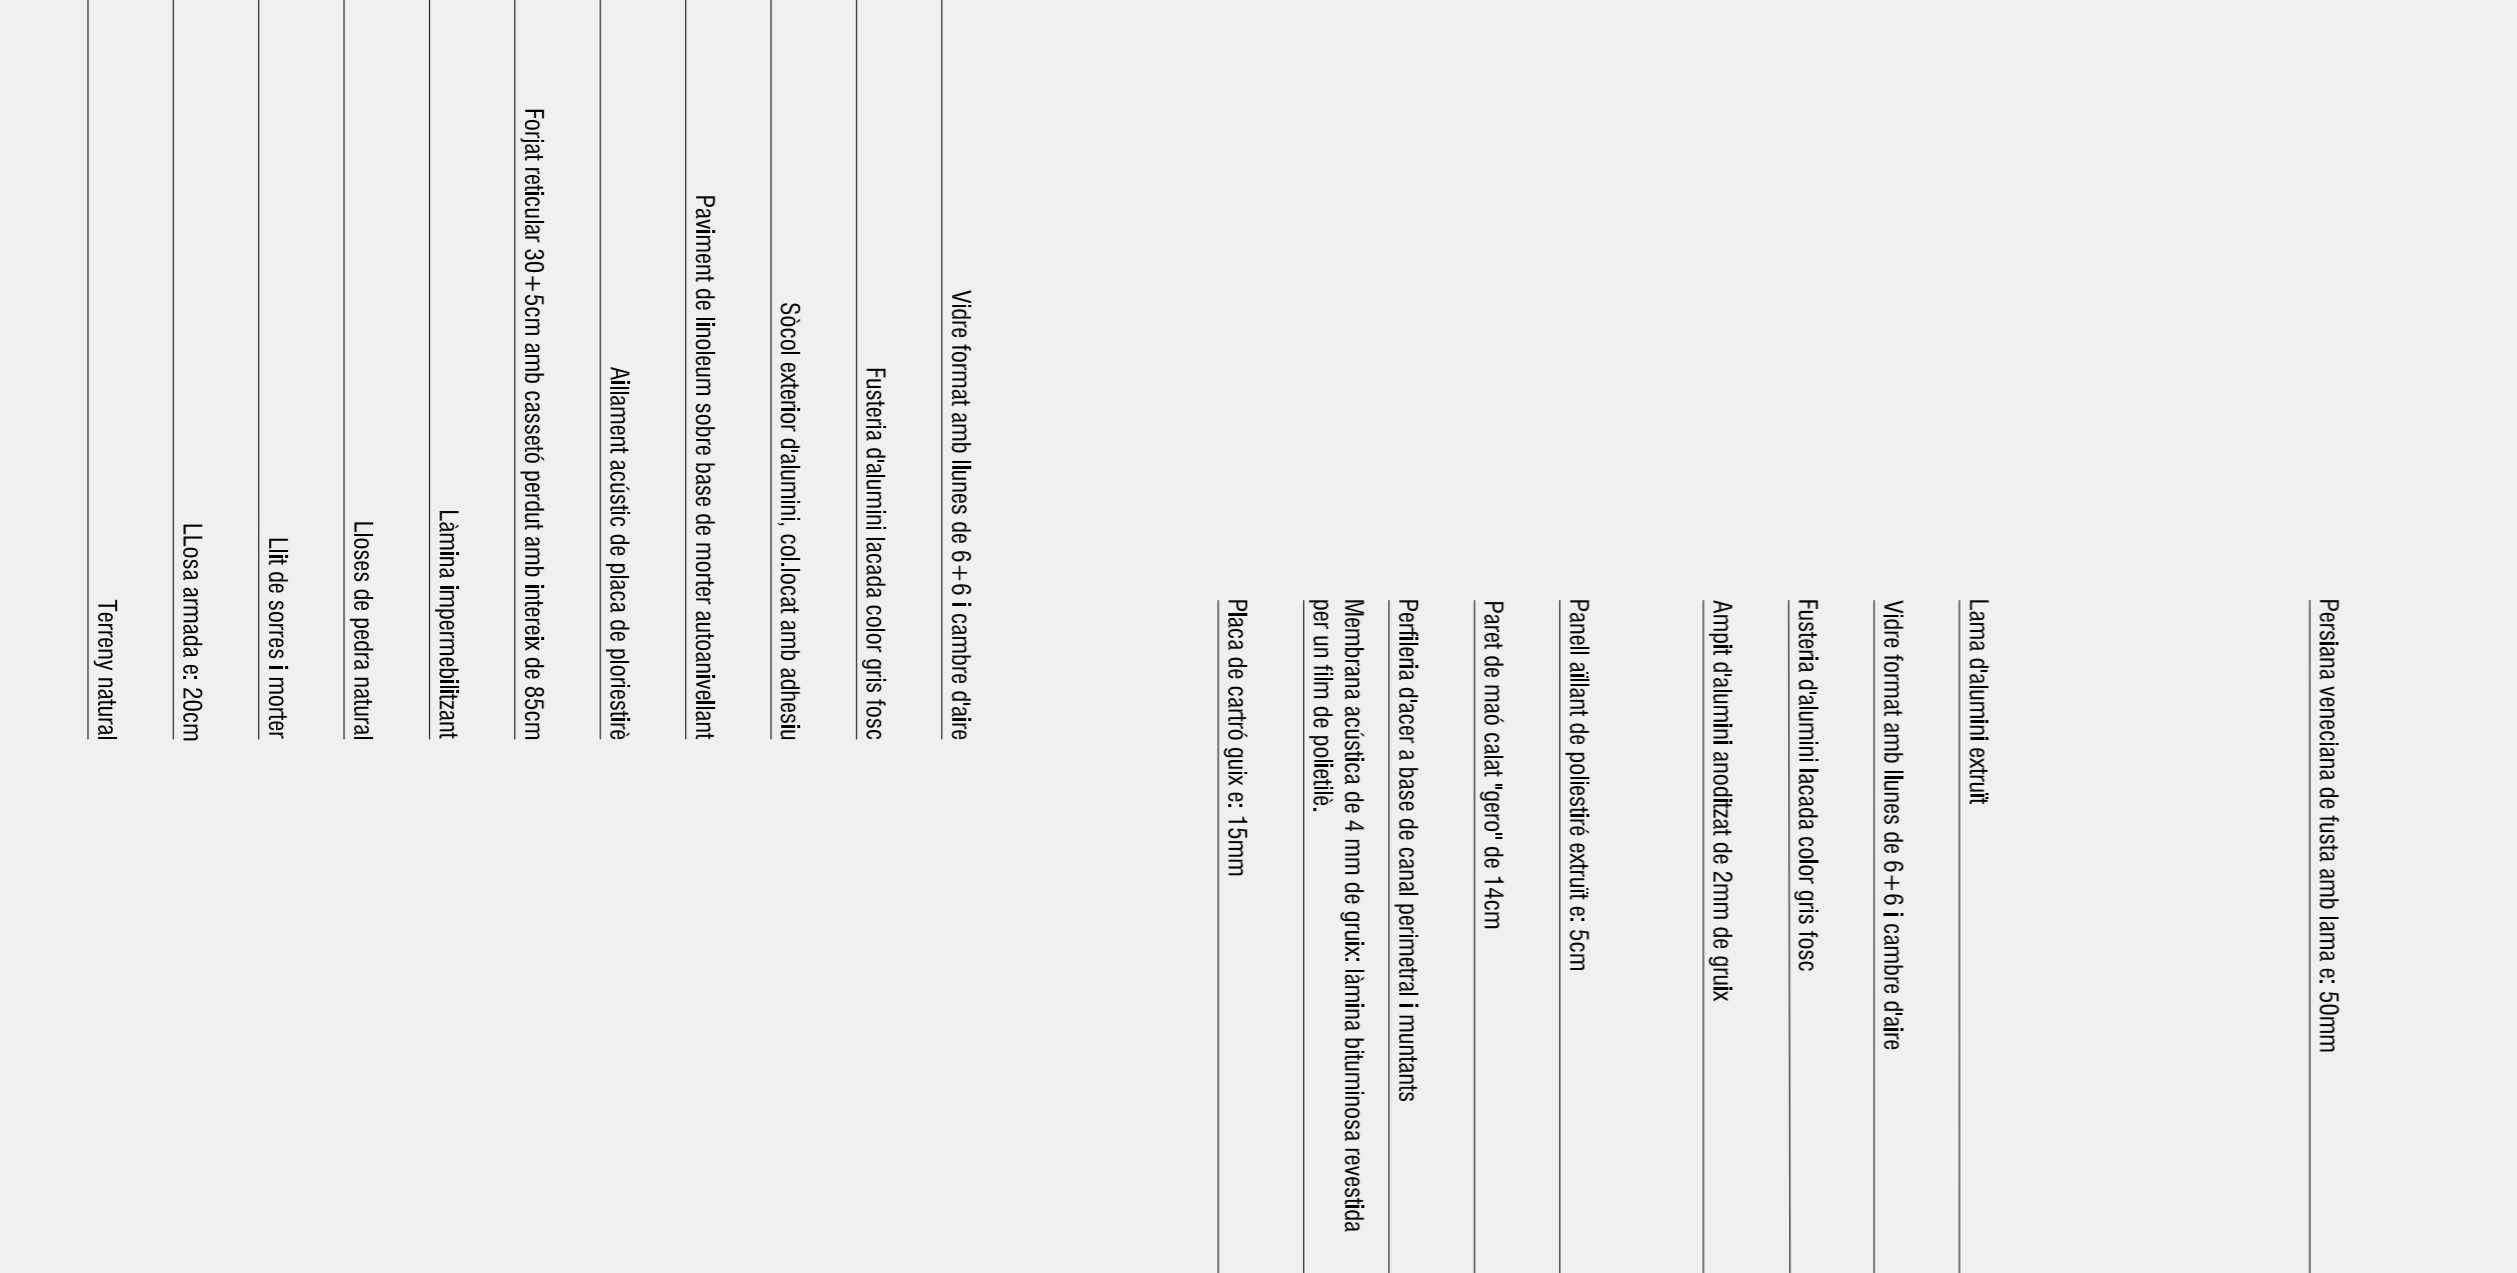 Persiana veneciana de fusta amb lama e: 50mm
Lama d'alumini extruït
Vidre format amb llunes de 6+6 i cambre d'aire
Fusteria d'alumini lacada color gris fosc
Ampit d'alumini anoditzat de 2mm de gruix
Panell aïllant de poliestiré extruït e: 5cm
Paret de maó calat "gero" de 14cm
Perfileria d'acer a base de canal perimetral i muntants
Membrana acústica de 4 mm de gruix: làmina bituminosa revestida
per un film de polietilè.
Placa de cartró guix e: 15mm
Vidre format amb llunes de 6+6 i cambre d'aire
Fusteria d'alumini lacada color gris fosc
Sòcol exterior d'alumini, col.locat amb adhesiu
Paviment de linoleum sobre base de morter autoanivellant
Aillament acústic de placa de ploriestirè
Forjat reticular 30+5cm amb cassetó perdut amb intereix de 85cm
Làmina impermebilitzant
Lloses de pedra natural
Llit de sorres i morter
LLosa armada e: 20cm
Terreny natural